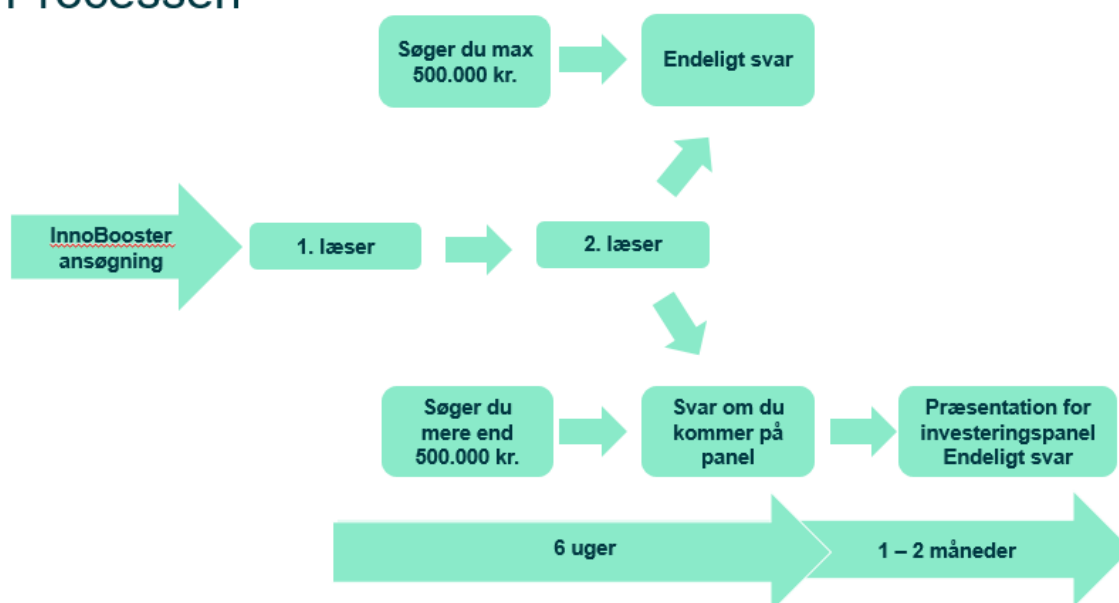 Processen
Søger du max
500.000 kr.
Endeligt svar
InnoBooster
ansøgning
1. læser
2. læser
Søger du
mere end
500.000 kr.
Svar om du
kommer på
panel
Præsentation for
investeringspanel
Endeligt svar
6 uger
1 – 2 måneder